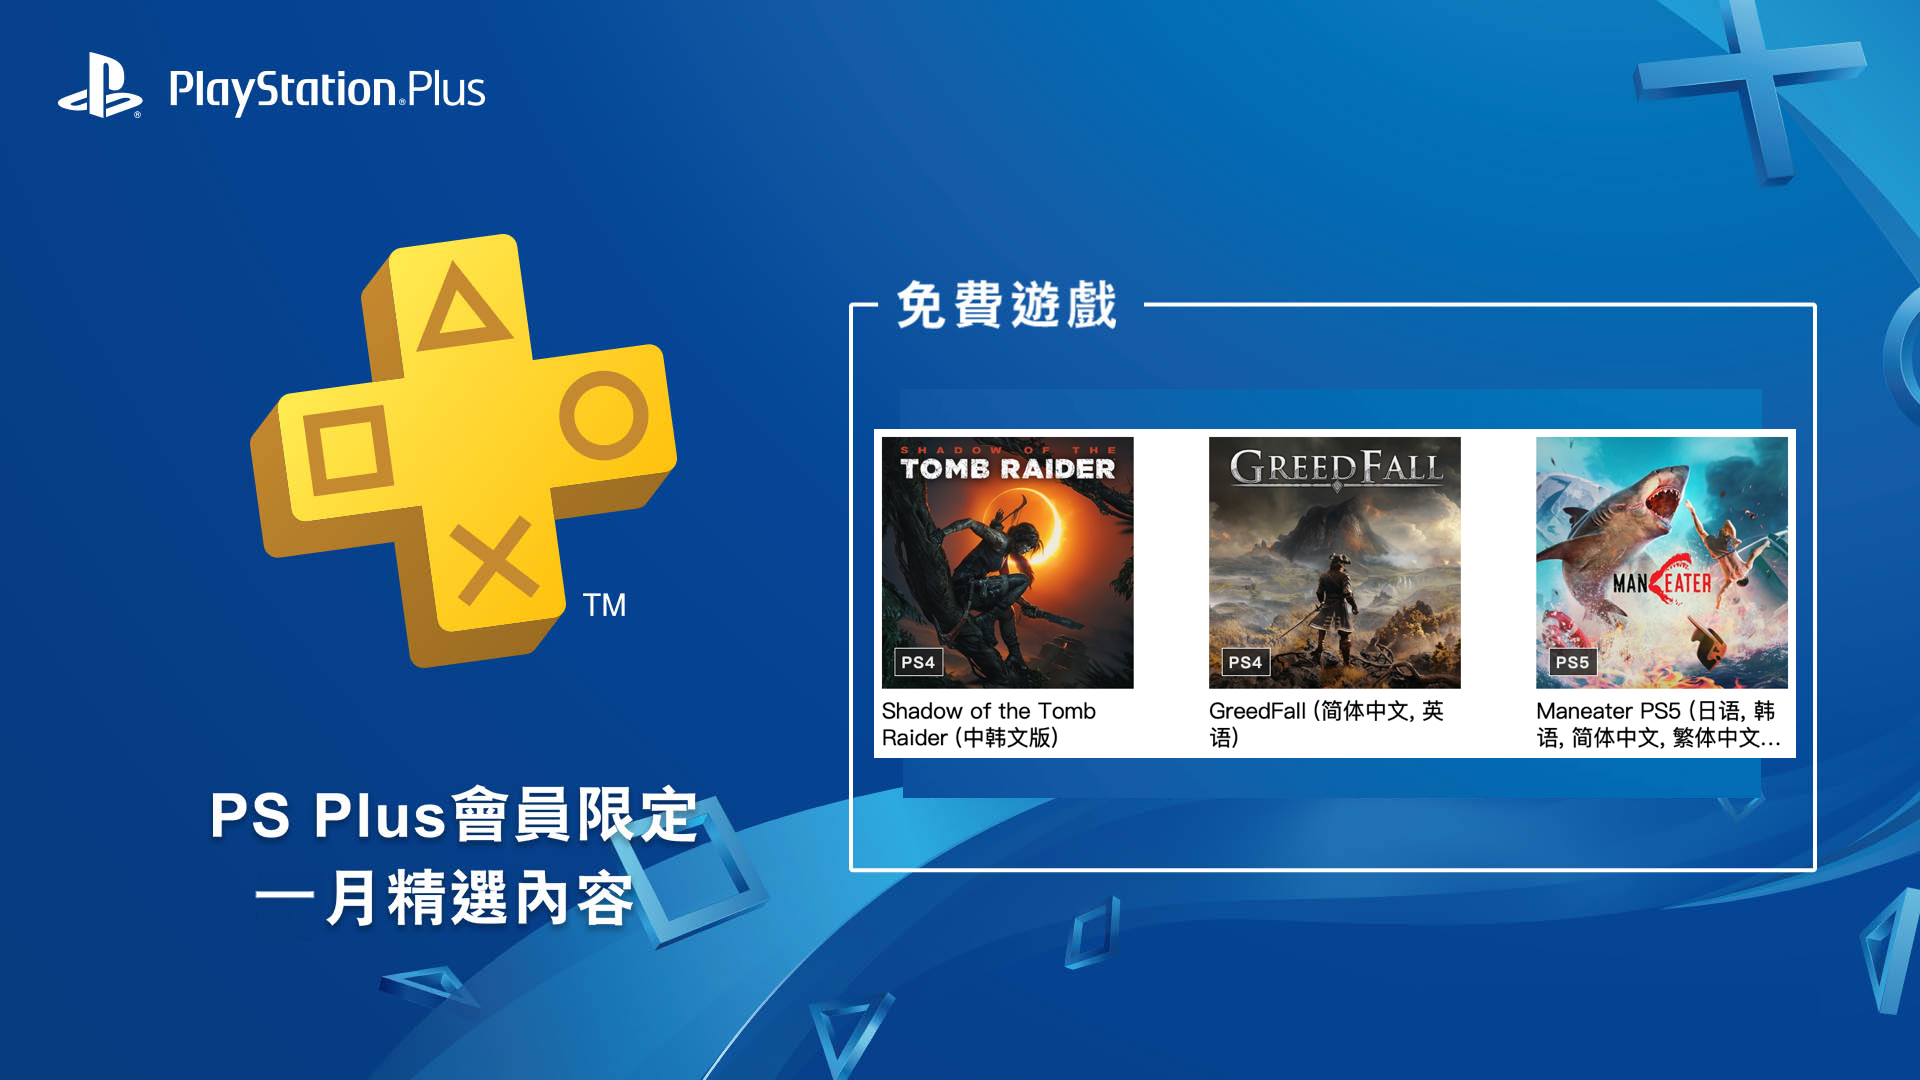 PlayStation®Plus
TM
PS Plus會員限定
一月精選內容
免費遊戲
SHADOW OF THE
TOMB RAIDER
PS4
Shadow of the Tomb
Raider (中韩文版)
GREEDFALL
PS4
GreedFall (简体中文, 英
语)
MANEATER
PS5
Maneater PS5 (日语, 韩
语, 简体中文, 繁体中文...